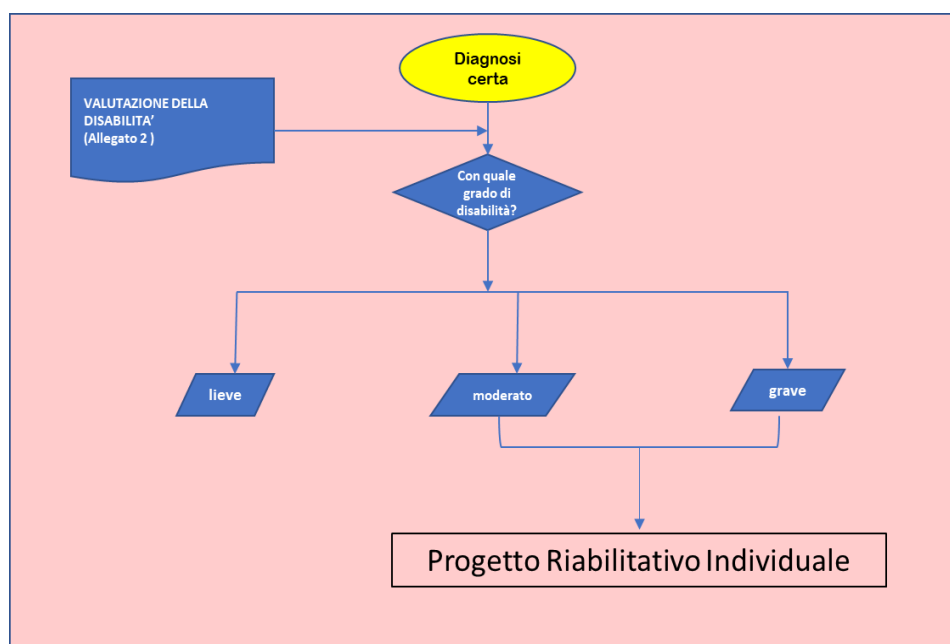 Diagnosi
certa
VALUTAZIONE DELLA
DISABILITA'
(Allegato 2 )
Con quale
grado di
disabilità?
lieve
moderato
grave
Progetto Riabilitativo Individuale